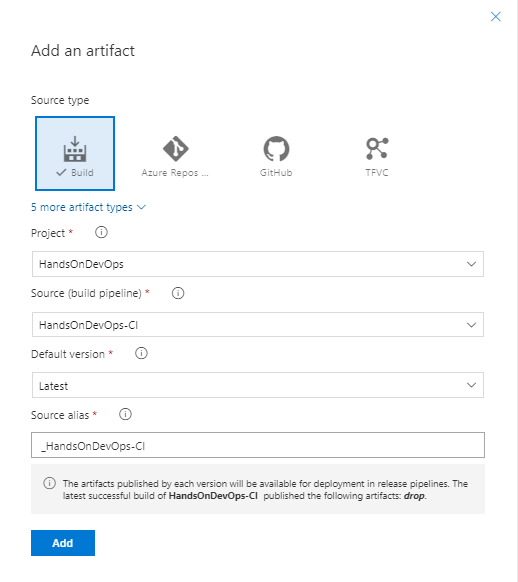 Add an artifact
Source type
Build
Azure Repos ...
GitHub
TFVC
5 more artifact types
Project *
HandsOnDevOps
Source (build pipeline) *
HandsOnDevOps-CI
Default version *
Latest
Source alias *
_HandsOnDevOps-CI
The artifacts published by each version will be available for deployment in release pipelines. The
latest successful build of HandsOnDevOps-CI published the following artifacts: drop.
Add